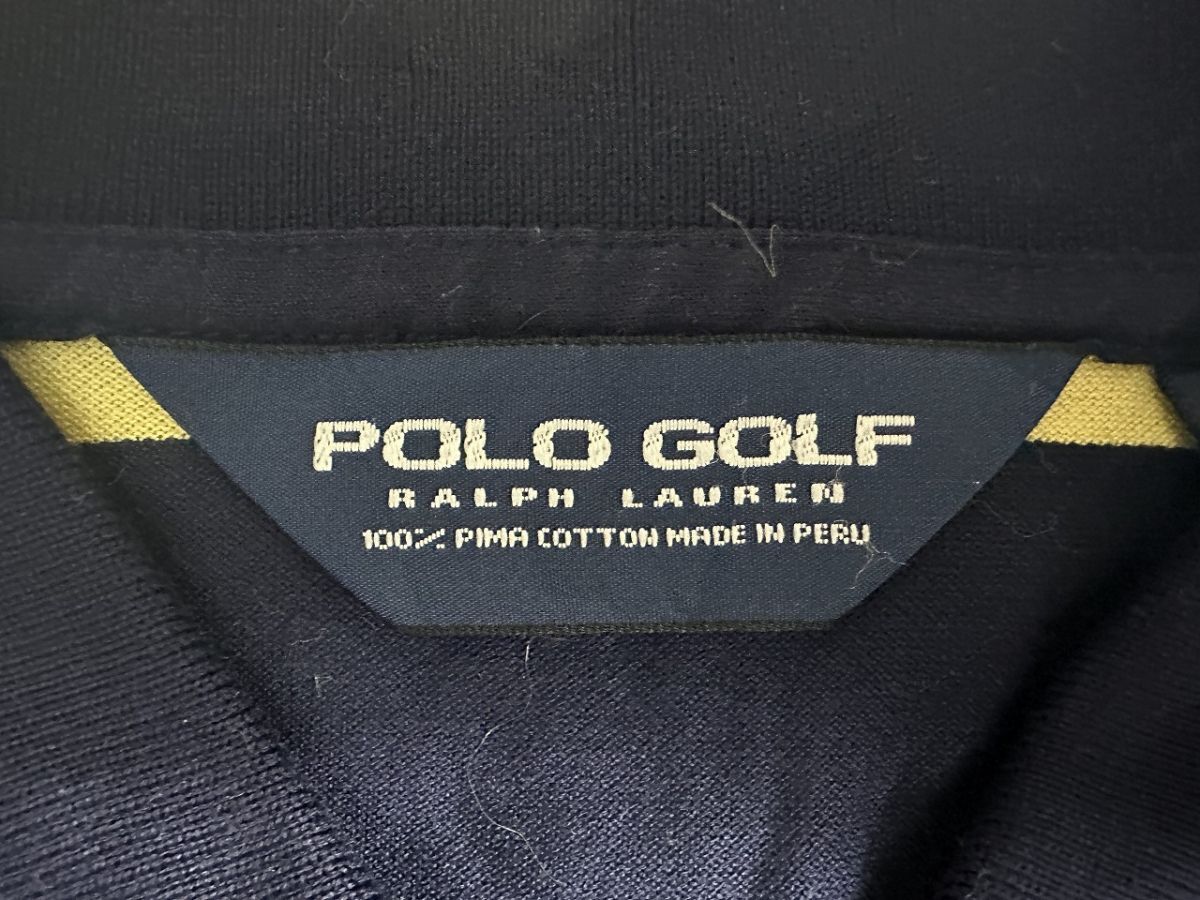 POLO GOLF
RALPH LAUREN
100% PIMA COTTON MADE IN PERU